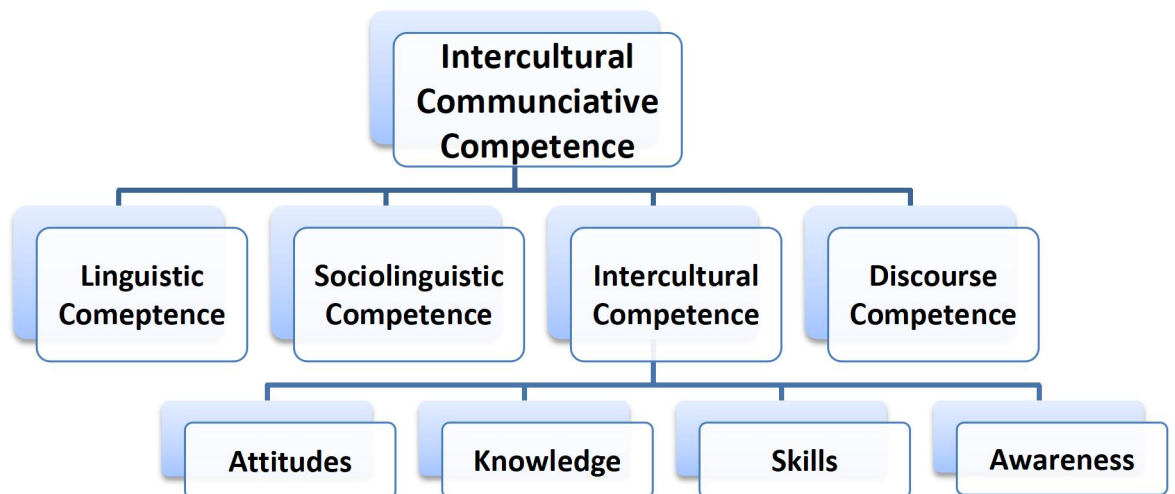 Intercultural
Communciative
Competence
Linguistic
Comeptence
Sociolinguistic
Competence
Intercultural
Competence
Discourse
Competence
Attitudes
Knowledge
Skills
Awareness